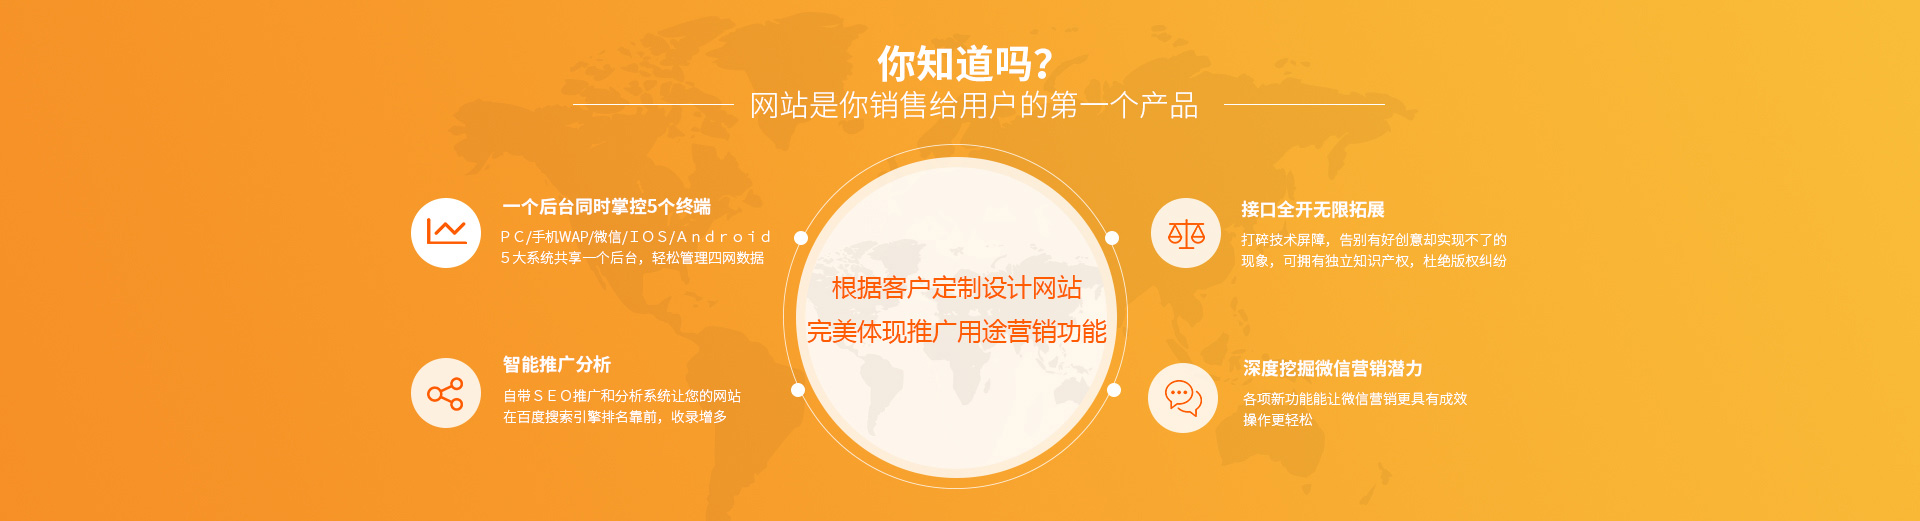 你知道吗？
网站是你销售给用户的第一个产品
一个后台同时掌控5个终端
ＰＣ/手机WAP/微信/ＩＯＳ/Ａｎｄｒｏｉｄ
５大系统共享一个后台，轻松管理四网数据
接口全开无限拓展
打碎技术屏障，告别有好创意却实现不了的
现象，可拥有独立知识产权，杜绝版权纠纷
根据客户定制设计网站
完美体现推广用途营销功能
智能推广分析
自带ＳＥＯ推广和分析系统让您的网站
在百度搜索引擎排名靠前，收录增多
深度挖掘微信营销潜力
各项新功能能让微信营销更具有成效
操作更轻松